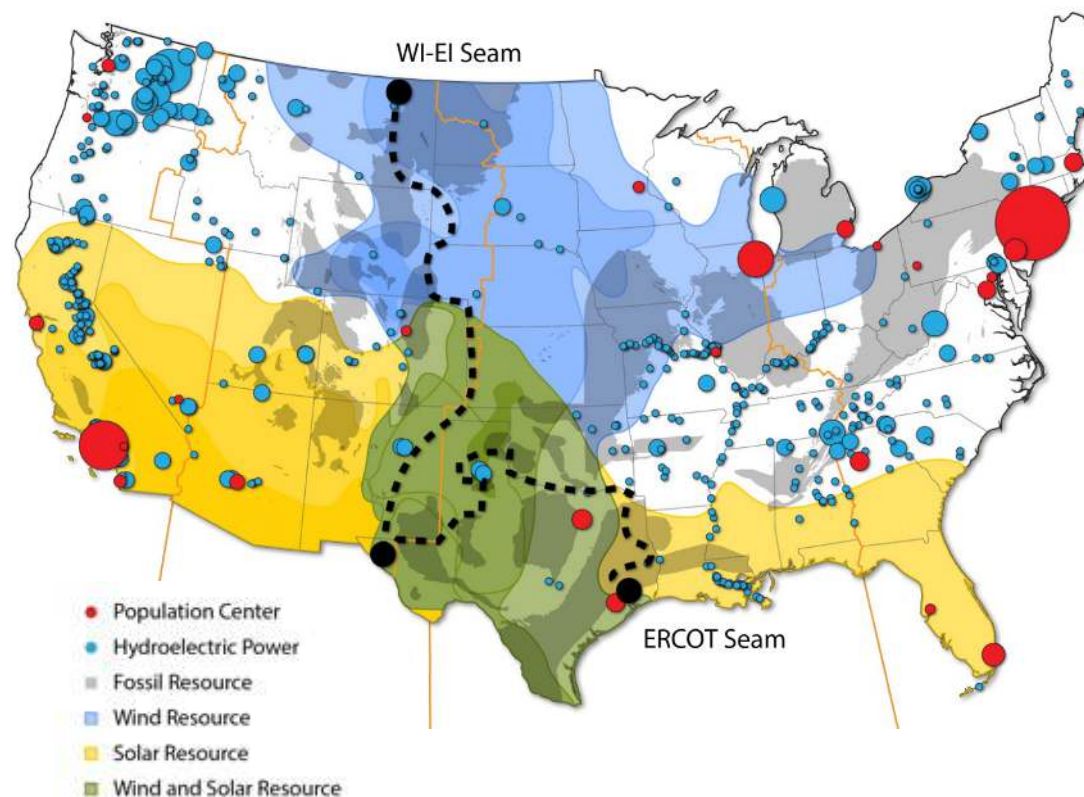 WI-EI Seam
ERCOT Seam
Population Center
Hydroelectric Power
Fossil Resource
Wind Resource
Solar Resource
Wind and Solar Resource